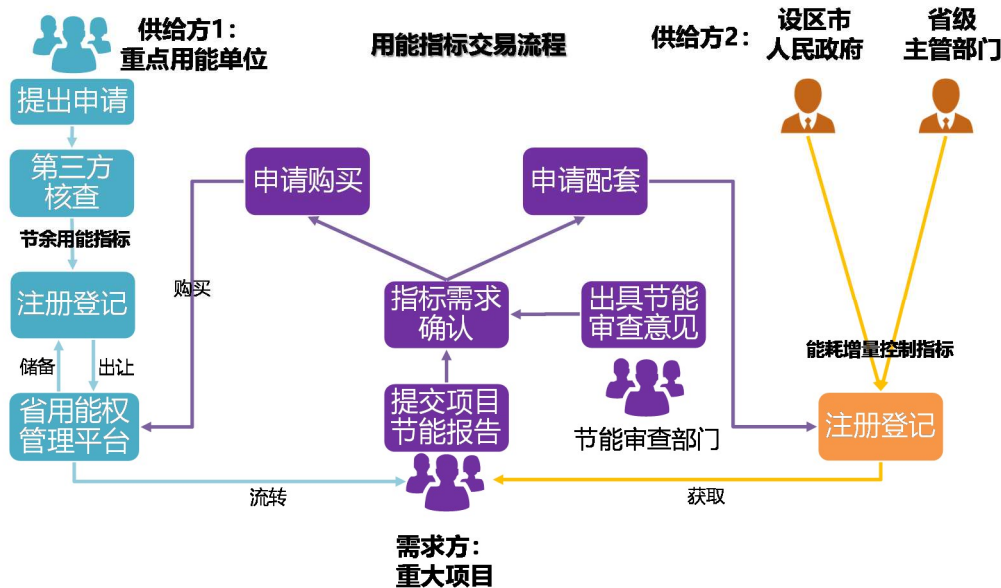 用能指标交易流程
供给方1：
重点用能单位
提出申请
第三方
核查
节余用能指标
注册登记
储备
出让
省用能权
管理平台
购买
流转
申请购买
申请配套
指标需求
确认
出具节能
审查意见
提交项目
节能报告
节能审查部门
需求方：
重大项目
供给方2：
设区市
人民政府
省级
主管部门
能耗增量控制指标
注册登记
获取